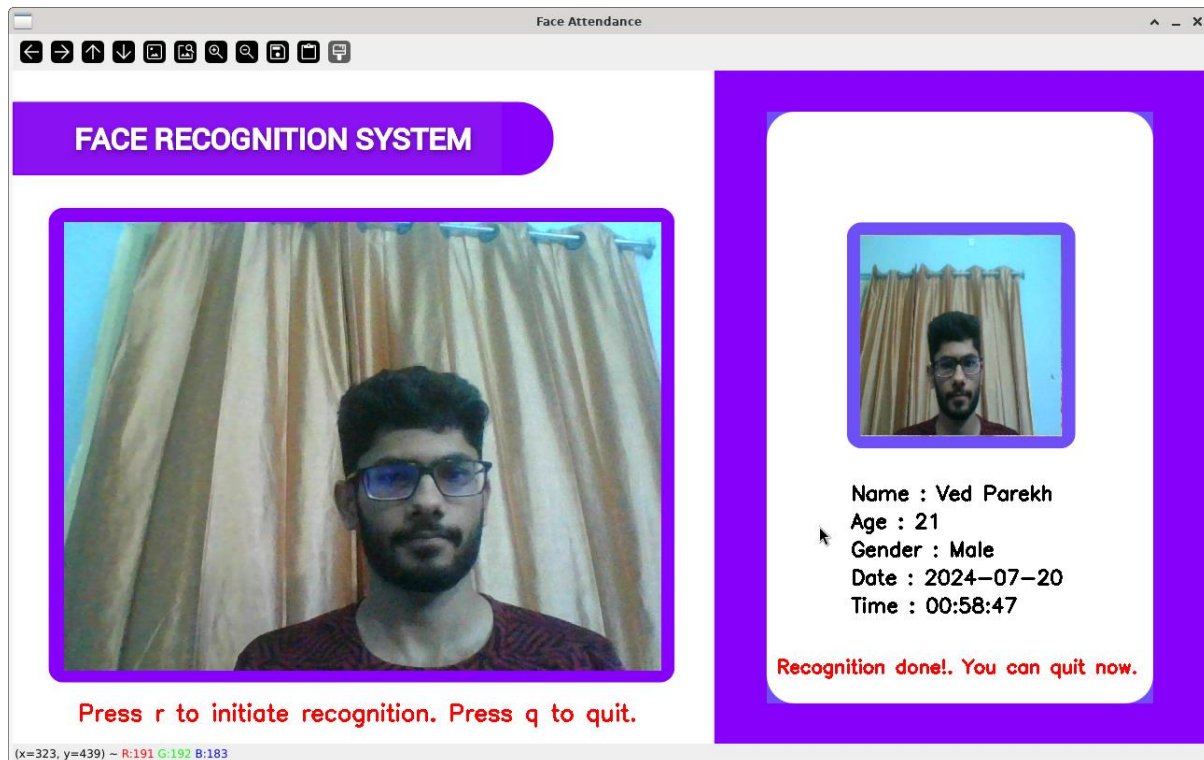 Face Attendance
FACE RECOGNITION SYSTEM
Name : Ved Parekh
Age : 21
Gender : Male
Date : 2024-07-20
Time : 00:58:47
Recognition done!. You can quit now.
Press r to initiate recognition. Press q to quit.
(x=323, y=439) ~ R:191 G:192 B:183